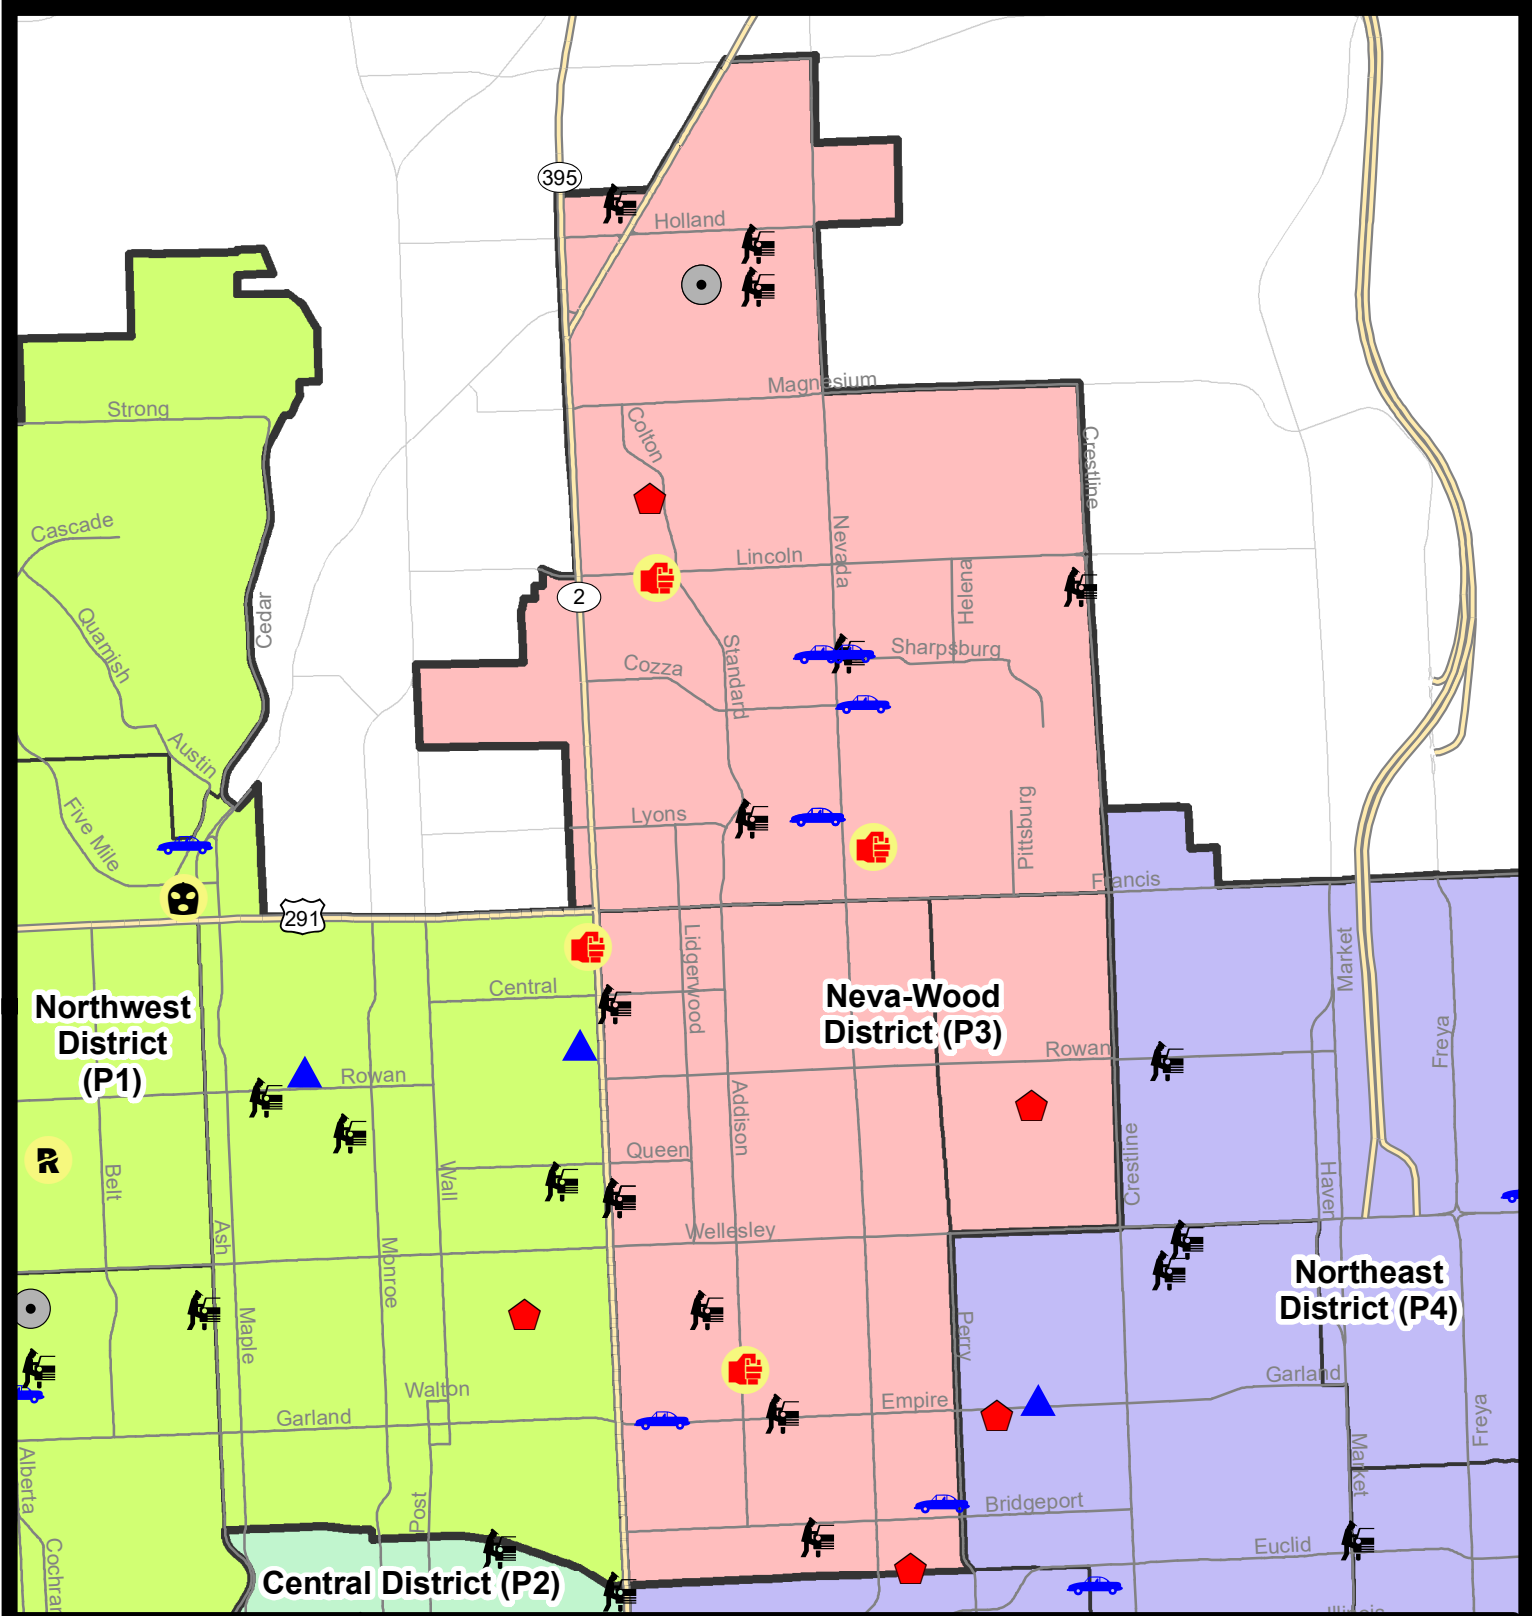 395
Holland
Magnesium
Strong
Colton
Crestline
Cascade
Nevada
Lincoln
Helena
2
Cedar
Quamish
Standard
Sharpsburg
Cozza
Austin
Five Mile
Lyons
Pittsburg
Francis
291
Lidgerwood
Market
Central
Northwest
District
(P1)
Neva-Wood
District (P3)
Freya
Rowan
Rowan
Addison
Queen
Crestline
Belt
Wall
Haven
Ash
Wellesley
Monroe
Northeast
District (P4)
Maple
Perry
Walton
Garland
Garland
Empire
Freya
Alberta
Market
Post
Bridgeport
Euclid
Cochran
Central District (P2)